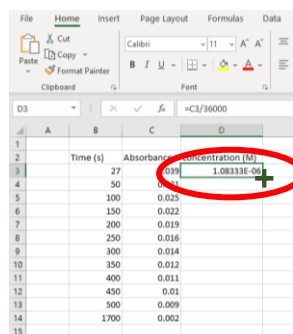 File Home Insert Page Layout Formulas Data
Cut
Copy
Paste
Format Painter
Calibri 11 A A
B I U A
Clipboard Font
D3 fx =C3/36000
A B C D
1
2 Time (s) Absorbance concentration (M)
3 27 .039 1.08333E-06
4 50
5 100 0.025
6 150 0.022
7 200 0.019
8 250 0.016
9 300 0.014
10 350 0.012
11 400 0.011
12 450 0.01
13 500 0.009
14 1700 0.002
15